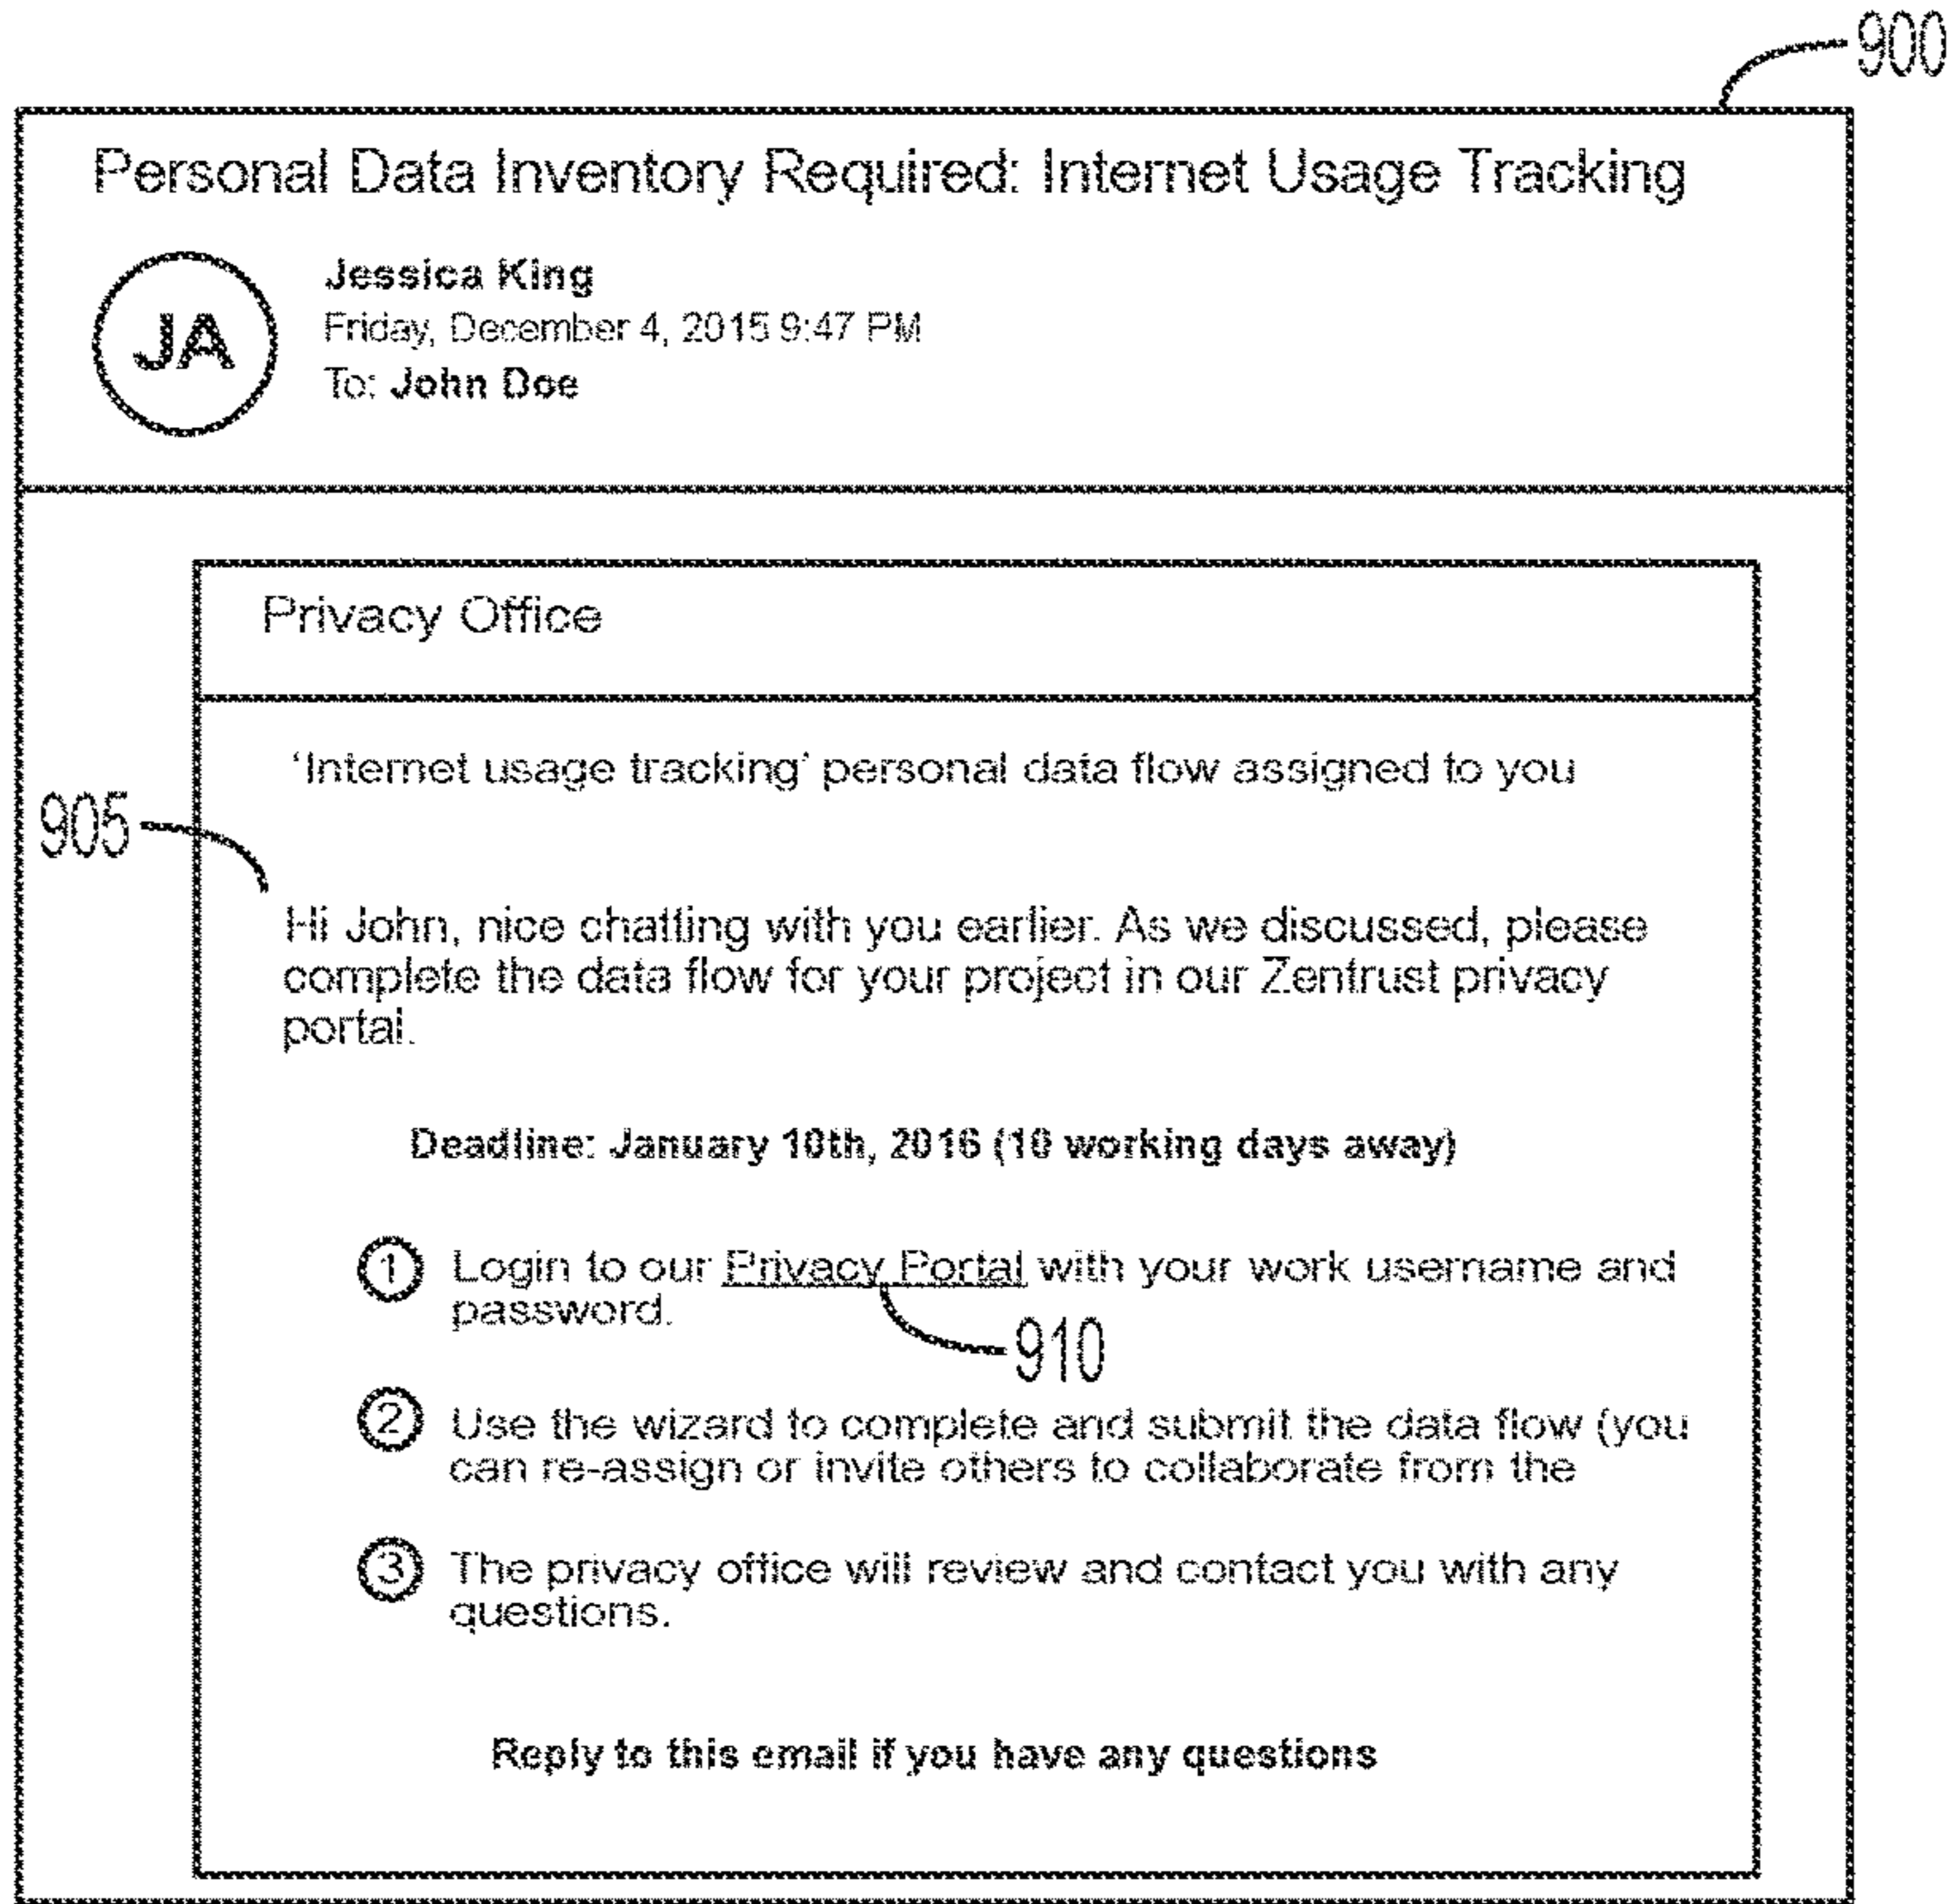 900
Personal Data Inventory Required: Internet Usage Tracking
JA
Jessica King
Friday, December 4, 2015 9:47 PM
To: John Doe
Privacy Office
‘Internet usage tracking’ personal data flow assigned to you
905
Hi John, nice chatting with you earlier. As we discussed, please
complete the data flow for your project in our Zentrust privacy
portal.
Deadline: January 10th, 2016 (10 working days away)
1 Login to our Privacy Portal with your work username and
password.
910
2 Use the wizard to complete and submit the data flow (you
can re-assign or invite others to collaborate from the
3 The privacy office will review and contact you with any
questions.
Reply to this email if you have any questions